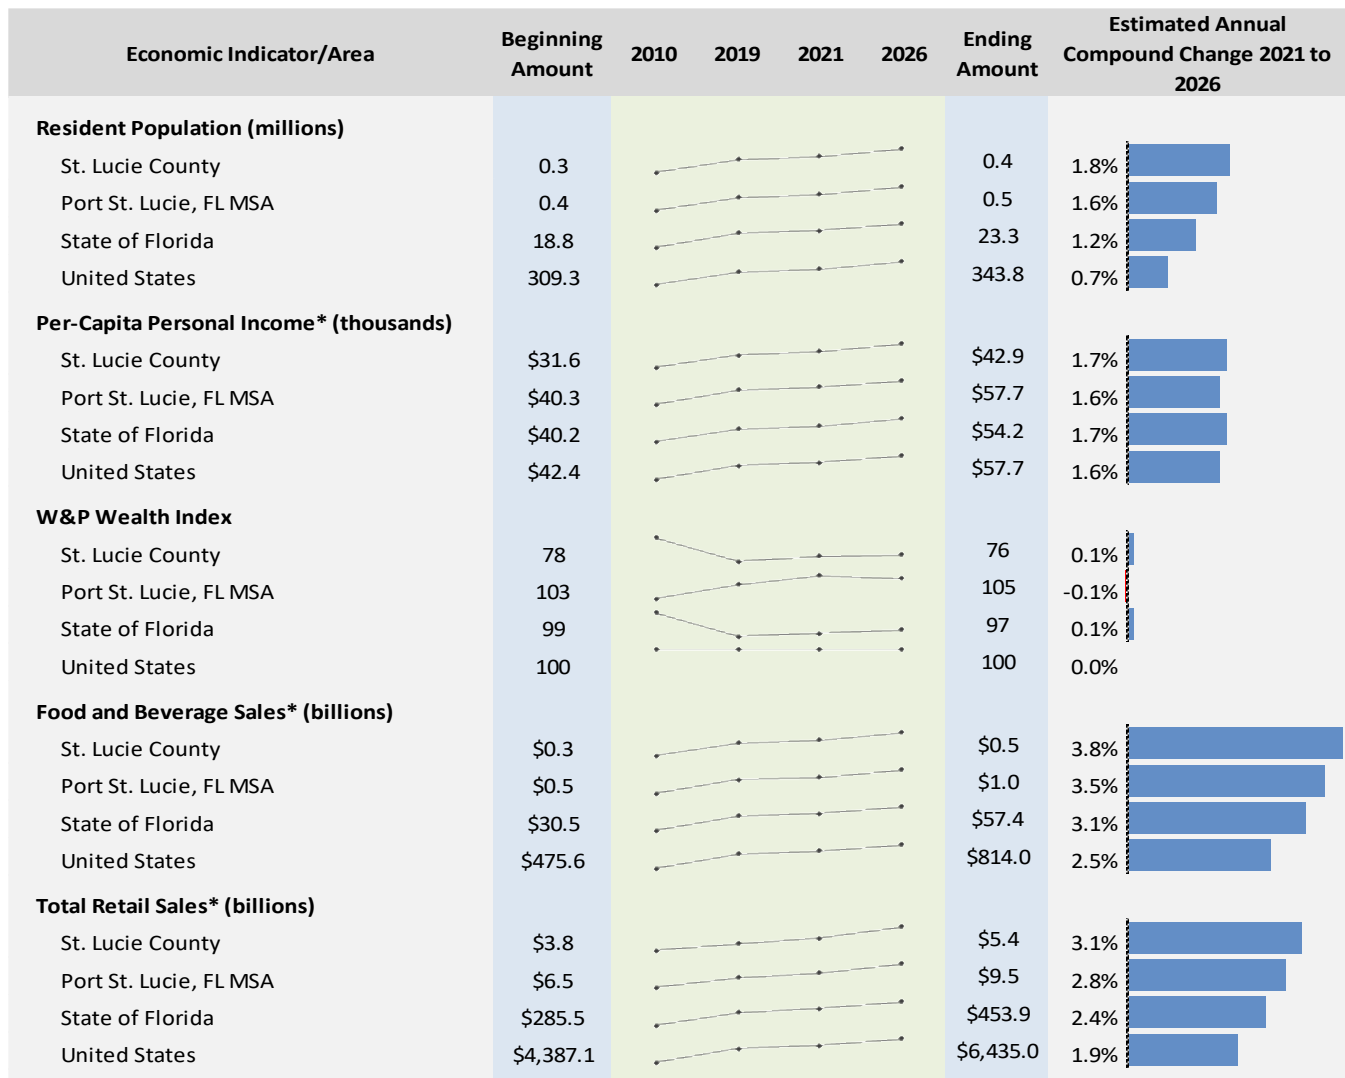 Economic Indicator/Area Beginning Amount 2010 2019 2021 2026 Ending Amount Estimated Annual Compound Change 2021 to 2026
Resident Population (millions)
St. Lucie County 0.3 0.4 1.8%
Port St. Lucie, FL MSA 0.4 0.5 1.6%
State of Florida 18.8 23.3 1.2%
United States 309.3 343.8 0.7%
Per-Capita Personal Income* (thousands)
St. Lucie County $31.6 $42.9 1.7%
Port St. Lucie, FL MSA $40.3 $57.7 1.6%
State of Florida $40.2 $54.2 1.7%
United States $42.4 $57.7 1.6%
W&P Wealth Index
St. Lucie County 78 76 0.1%
Port St. Lucie, FL MSA 103 105 -0.1%
State of Florida 99 97 0.1%
United States 100 100 0.0%
Food and Beverage Sales* (billions)
St. Lucie County $0.3 $0.5 3.8%
Port St. Lucie, FL MSA $0.5 $1.0 3.5%
State of Florida $30.5 $57.4 3.1%
United States $475.6 $814.0 2.5%
Total Retail Sales* (billions)
St. Lucie County $3.8 $5.4 3.1%
Port St. Lucie, FL MSA $6.5 $9.5 2.8%
State of Florida $285.5 $453.9 2.4%
United States $4,387.1 $6,435.0 1.9%